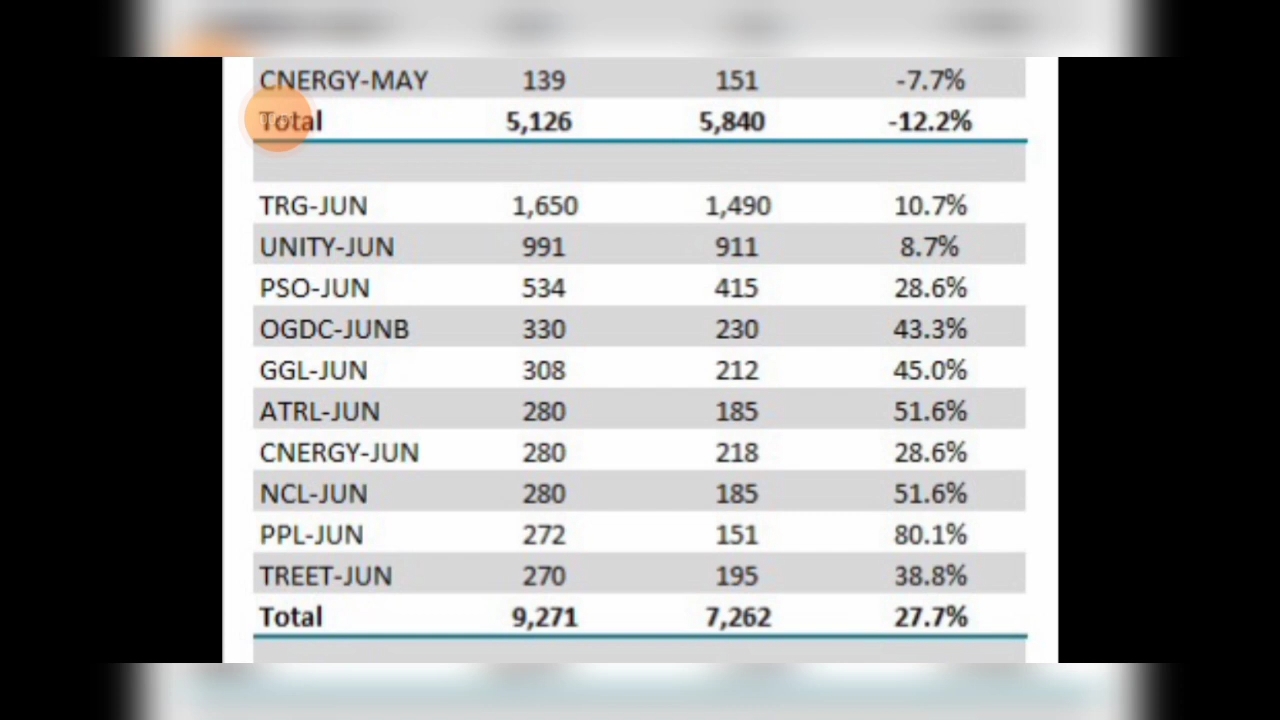 CNERGY-MAY 139 151 -7.7%
Total 5,126 5,840 -12.2%
TRG-JUN 1,650 1,490 10.7%
UNITY-JUN 991 911 8.7%
PSO-JUN 534 415 28.6%
OGDC-JUNB 330 230 43.3%
GGL-JUN 308 212 45.0%
ATRL-JUN 280 185 51.6%
CNERGY-JUN 280 218 28.6%
NCL-JUN 280 185 51.6%
PPL-JUN 272 151 80.1%
TREET-JUN 270 195 38.8%
Total 9,271 7,262 27.7%